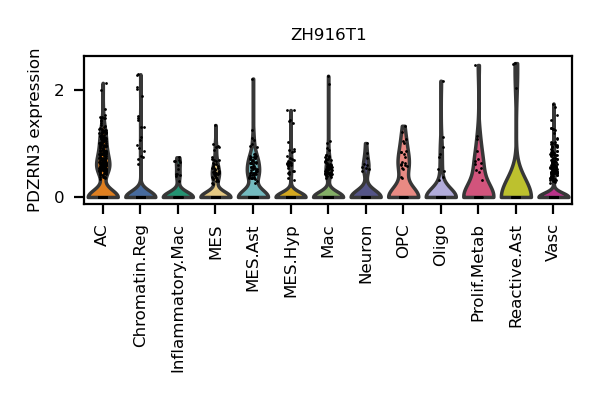 ZH916T1
PDZRN3 expression
2
0
AC
Chromatin.Reg
Inflammatory.Mac
MES
MES.Ast
MES.Hyp
Mac
Neuron
OPC
Oligo
Prolif.Metab
Reactive.Ast
Vasc